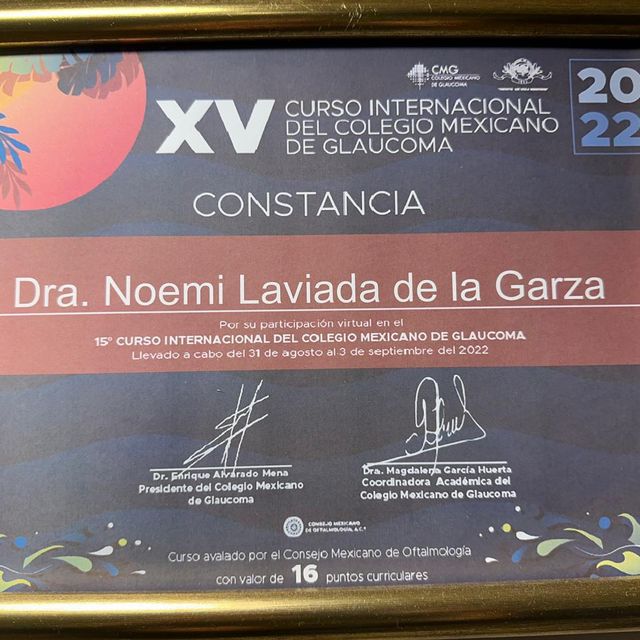 CMG
COLEGIO MEXICANO
DE GLAUCOMA
20
22
XV
CURSO INTERNACIONAL
DEL COLEGIO MEXICANO
DE GLAUCOMA
CONSTANCIA
Dra. Noemi Laviada de la Garza
Por su participación virtual en el
15° CURSO INTERNACIONAL DEL COLEGIO MEXICANO DE GLAUCOMA
Llevado a cabo del 31 de agosto al 3 de septiembre del 2022
Dr. Enrique Alvarado Mena
Presidente del Colegio Mexicano
de Glaucoma
Dra. Magdalena García Huerta
Coordinadora Académica del
Colegio Mexicano de Glaucoma
CONSEJO MEXICANO
DE OFTALMOLOGÍA, A.C.
Curso avalado por el Consejo Mexicano de Oftalmología
con valor de 16 puntos curriculares